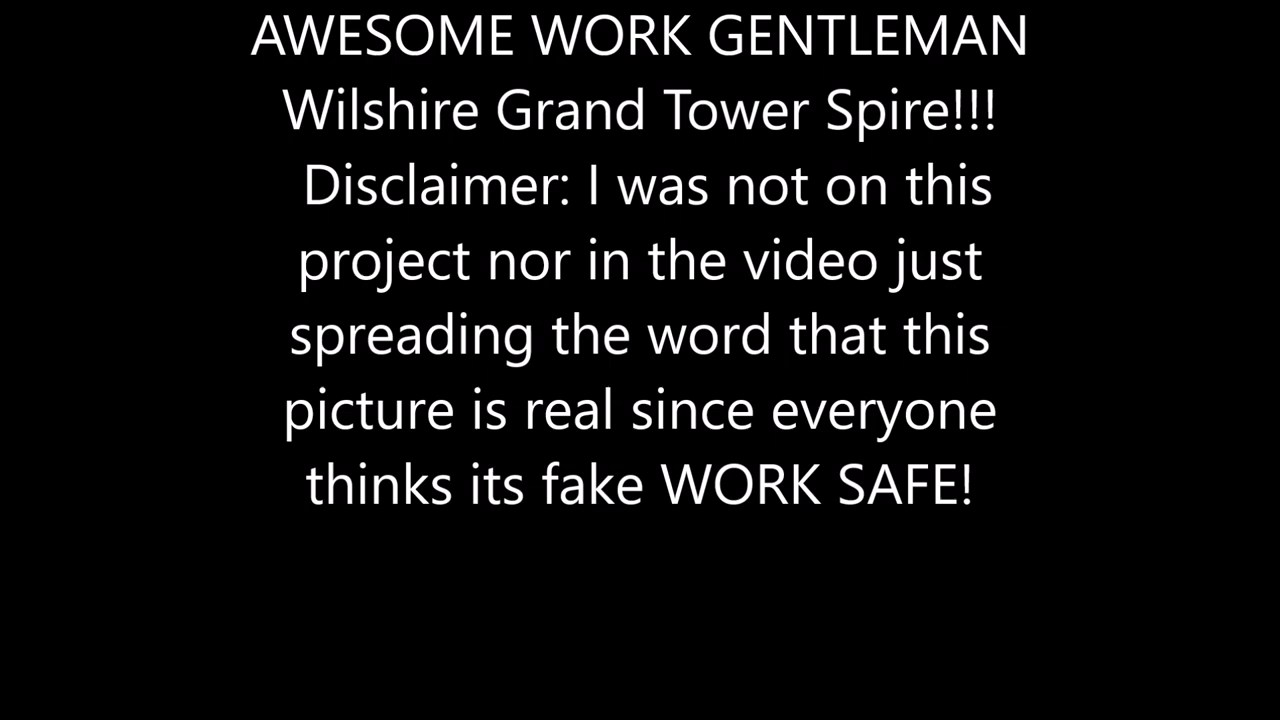 AWESOME WORK GENTLEMAN
Wilshire Grand Tower Spire!!!
Disclaimer: I was not on this
project nor in the video just
spreading the word that this
picture is real since everyone
thinks its fake WORK SAFE!